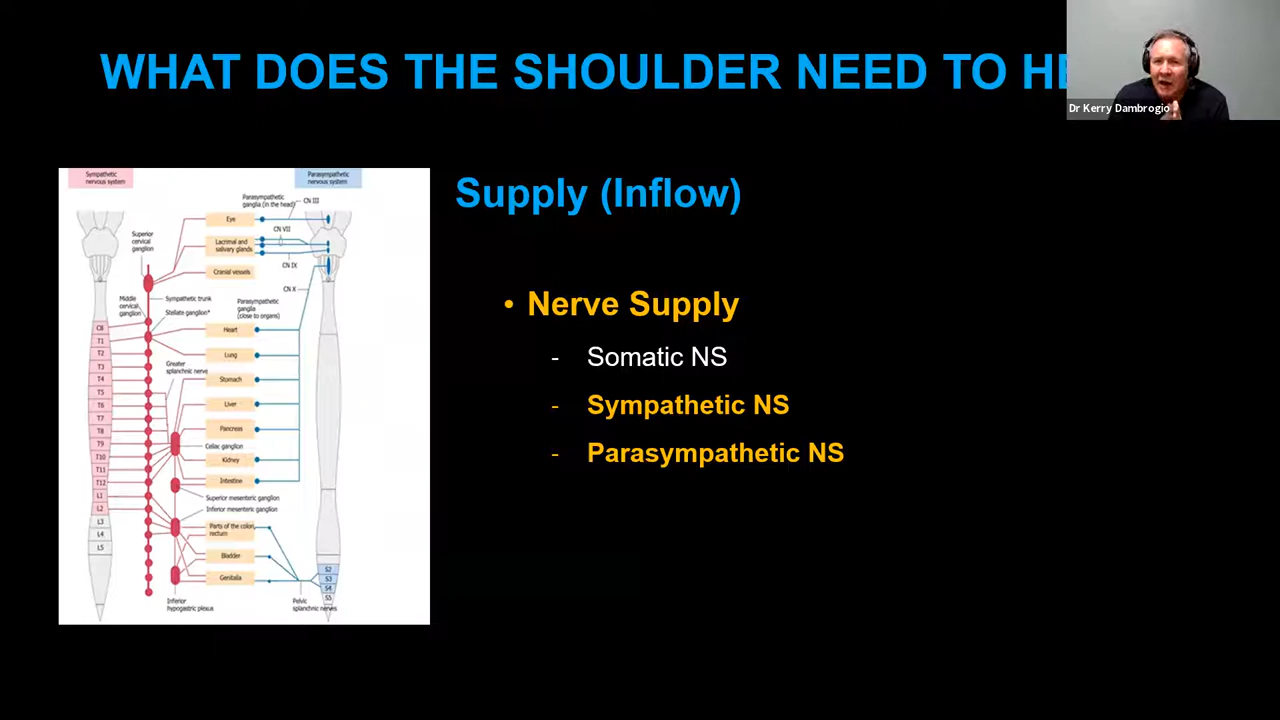 WHAT DOES THE SHOULDER NEED TO HE
Dr Kerry Dambrogio
Supply (Inflow)
• Nerve Supply
- Somatic NS
- Sympathetic NS
- Parasympathetic NS
Sympathetic
nervous system
Parasympathetic
nervous system
Parasympathetic
ganglia (in the head)
CN III
Eye
CN VII
Superior
cervical
ganglion
Lacrimal and
salivary glands
CN IX
Cranial vessels
CN X
Middle
cervical
ganglion
Sympathetic trunk
Stellate ganglion*
Parasympathetic
ganglia
(close to organs)
C8
T1
T2
T3
T4
T5
T6
T7
T8
T9
T10
T11
T12
L1
L2
L3
L4
L5
Heart
Lung
Greater
splanchnic nerve
Stomach
Liver
Pancreas
Celiac ganglion
Kidney
Intestine
Superior mesenteric ganglion
Inferior mesenteric ganglion
Parts of the colon,
rectum
Bladder
Genitalia
S2
S3
S4
S5
Inferior
hypogastric plexus
Pelvic
splanchnic nerves